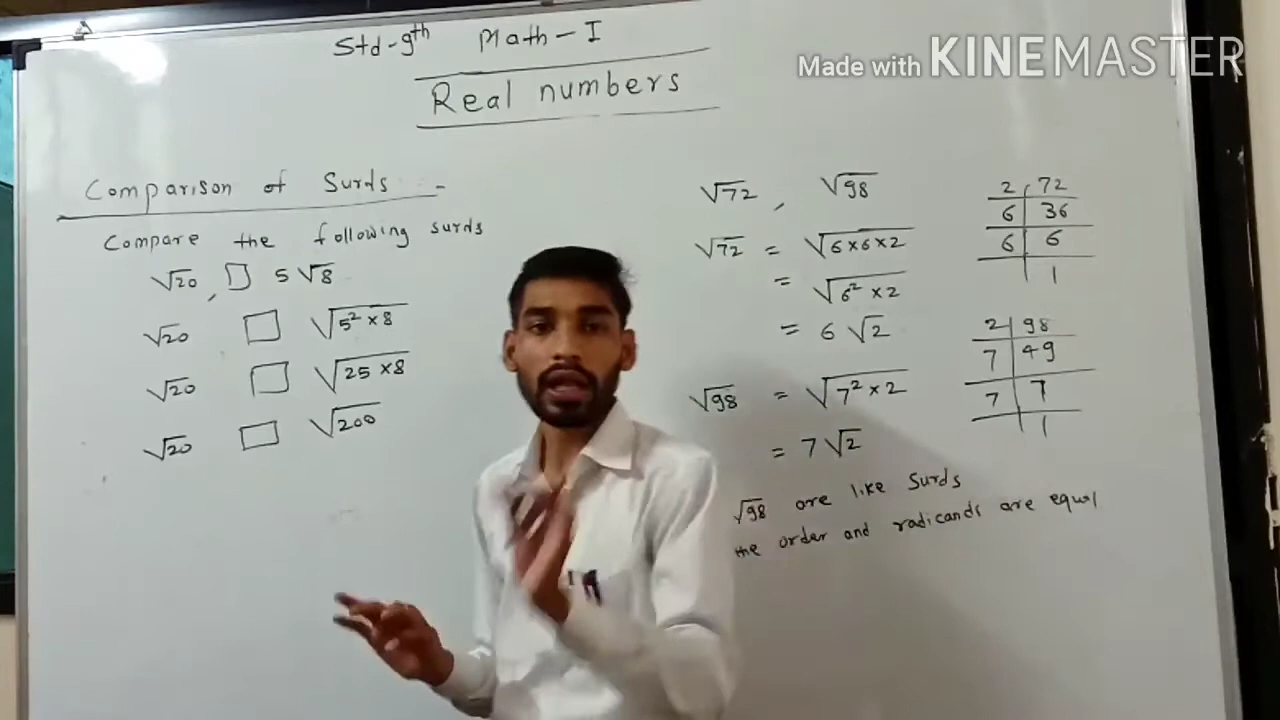 Std-9th Math-I
Made with KINEMASTER
Real numbers
Comparison of Surds -
Compare the following surds
√20, □ 5√8
√20 □ √5² × 8
√20 □ √25 × 8
√20 □ √200
√72, √98
√72 = √6×6×2
= √6² × 2
= 6√2
√98 = √7² × 2
= 7√2
√98 are like Surds
the order and radicands are equal
2 72
6 36
6 6
1
2 98
7 49
7 7
1